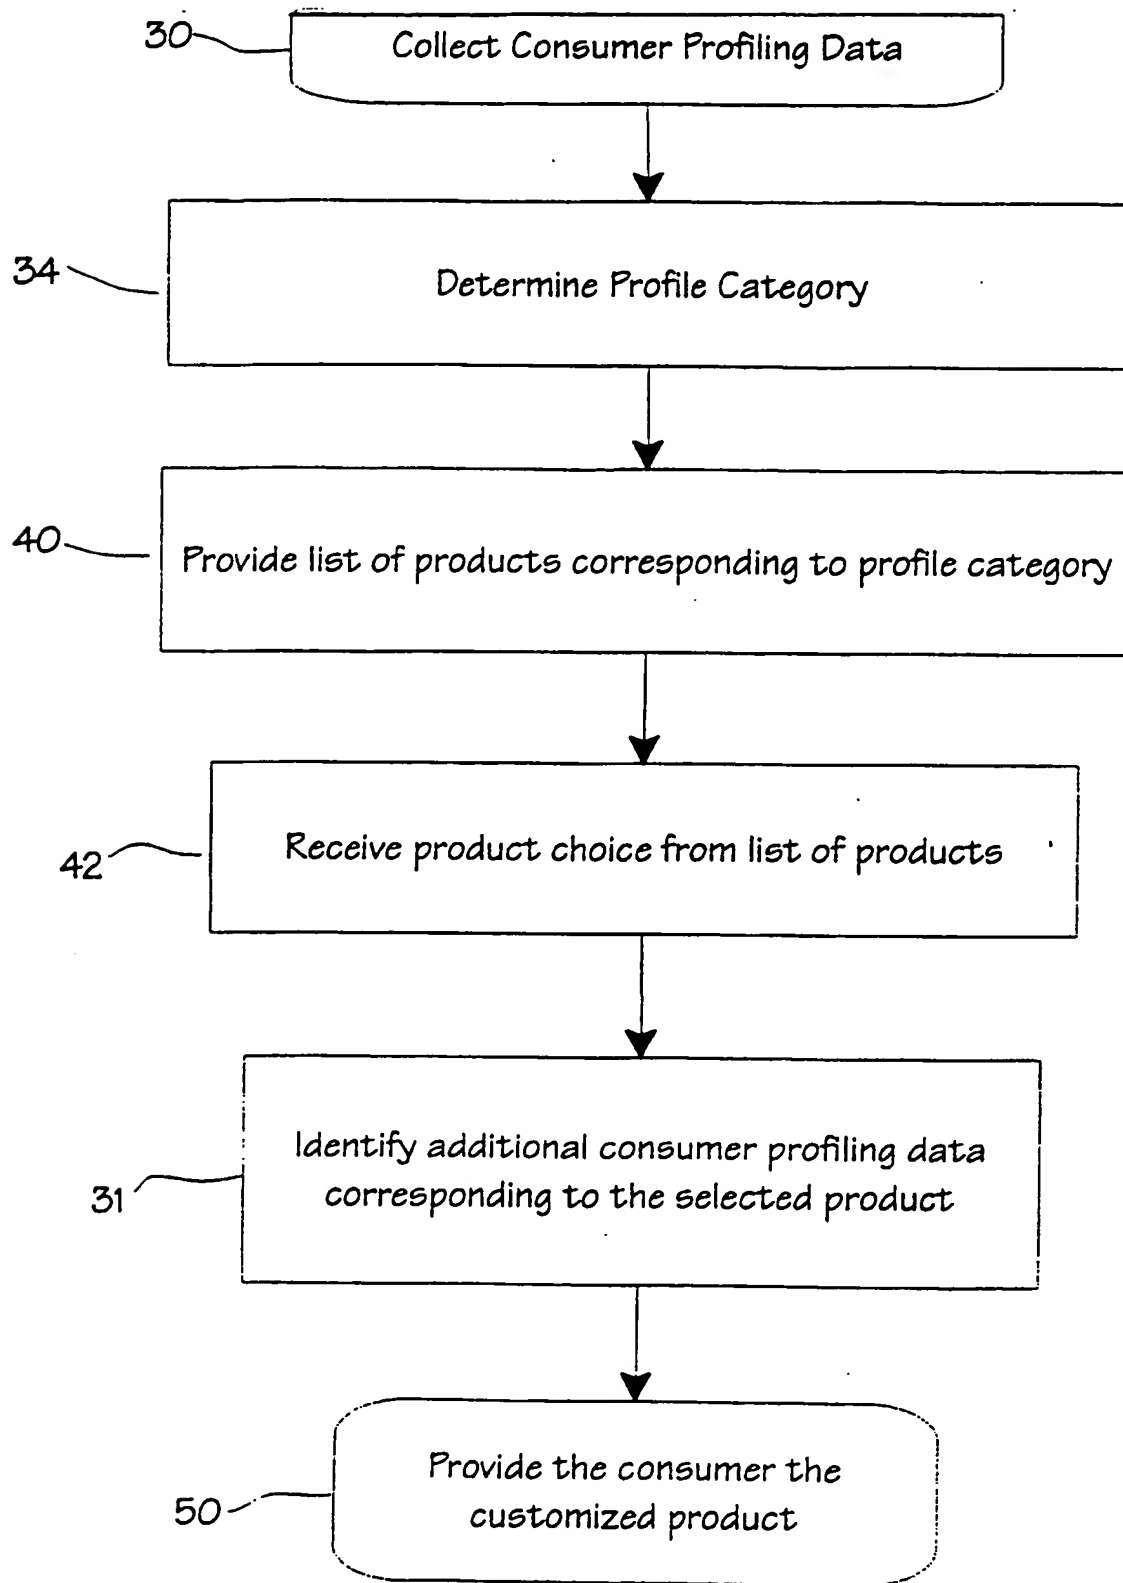 30
Collect Consumer Profiling Data
34
Determine Profile Category
40
Provide list of products corresponding to profile category
42
Receive product choice from list of products
31
Identify additional consumer profiling data
corresponding to the selected product
50
Provide the consumer the
customized product